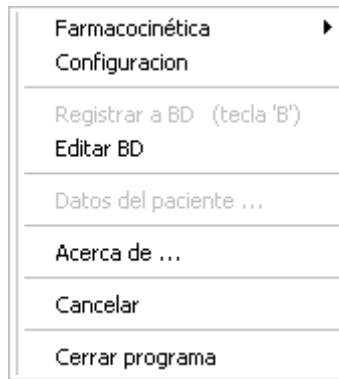 Farmacocinética
Configuracion
Registrar a BD (tecla 'B')
Editar BD
Datos del paciente ...
Acerca de ...
Cancelar
Cerrar programa